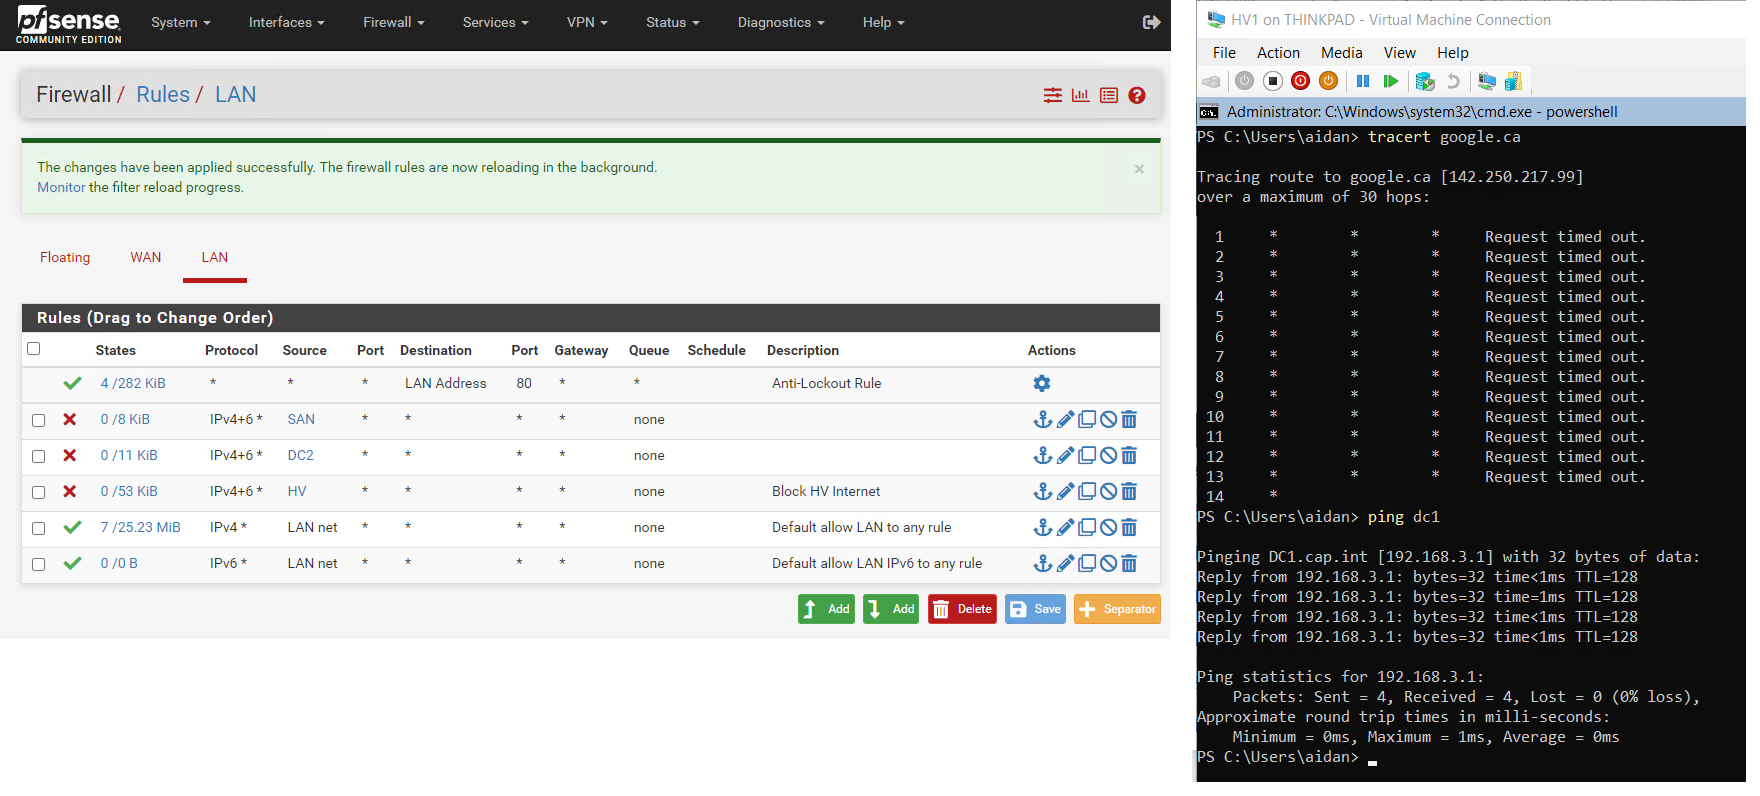 pfsense
COMMUNITY EDITION
System Interfaces Firewall Services VPN Status Diagnostics Help
Firewall / Rules / LAN
The changes have been applied successfully. The firewall rules are now reloading in the background.
Monitor the filter reload progress.
×
Floating WAN LAN
Rules (Drag to Change Order)
States Protocol Source Port Destination Port Gateway Queue Schedule Description Actions
4 /282 KiB * * * LAN Address 80 * * Anti-Lockout Rule
0 /8 KiB IPv4+6 * SAN * * * * none
0 /11 KiB IPv4+6 * DC2 * * * * none
0 /53 KiB IPv4+6 * HV * * * * none Block HV Internet
7 /25.23 MiB IPv4 * LAN net * * * * none Default allow LAN to any rule
0 /0 B IPv6 * LAN net * * * * none Default allow LAN IPv6 to any rule
Add Add Delete Save Separator
HV1 on THINKPAD - Virtual Machine Connection
File Action Media View Help
Administrator: C:\Windows\system32\cmd.exe - powershell
PS C:\Users\aidan> tracert google.ca
Tracing route to google.ca [142.250.217.99]
over a maximum of 30 hops:
1 * * * Request timed out.
2 * * * Request timed out.
3 * * * Request timed out.
4 * * * Request timed out.
5 * * * Request timed out.
6 * * * Request timed out.
7 * * * Request timed out.
8 * * * Request timed out.
9 * * * Request timed out.
10 * * * Request timed out.
11 * * * Request timed out.
12 * * * Request timed out.
13 * * * Request timed out.
14 *
PS C:\Users\aidan> ping dc1
Pinging DC1.cap.int [192.168.3.1] with 32 bytes of data:
Reply from 192.168.3.1: bytes=32 time<1ms TTL=128
Reply from 192.168.3.1: bytes=32 time=1ms TTL=128
Reply from 192.168.3.1: bytes=32 time<1ms TTL=128
Reply from 192.168.3.1: bytes=32 time<1ms TTL=128
Ping statistics for 192.168.3.1:
Packets: Sent = 4, Received = 4, Lost = 0 (0% loss),
Approximate round trip times in milli-seconds:
Minimum = 0ms, Maximum = 1ms, Average = 0ms
PS C:\Users\aidan>